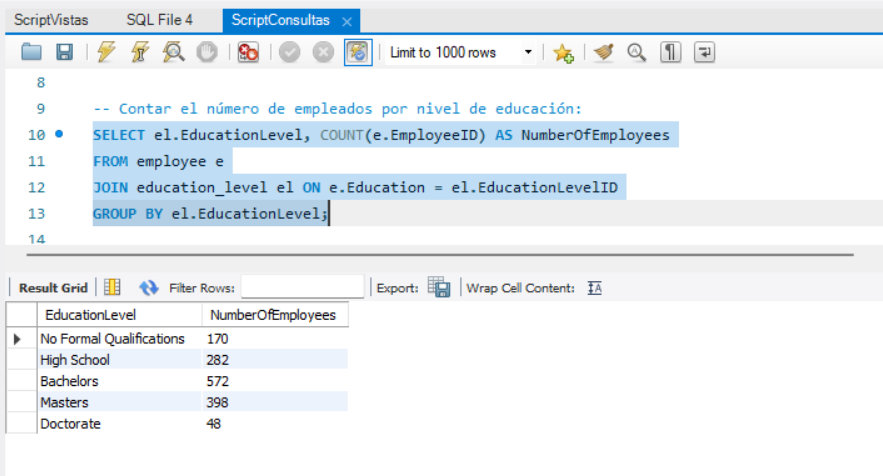 ScriptVistas SQL File 4 ScriptConsultas ×
Limit to 1000 rows
8
9 -- Contar el número de empleados por nivel de educación:
10 SELECT el.EducationLevel, COUNT(e.EmployeeID) AS NumberOfEmployees
11 FROM employee e
12 JOIN education_level el ON e.Education = el.EducationLevelID
13 GROUP BY el.EducationLevel;
14
Result Grid Filter Rows: Export: Wrap Cell Content: IA
EducationLevel NumberOfEmployees
No Formal Qualifications 170
High School 282
Bachelors 572
Masters 398
Doctorate 48